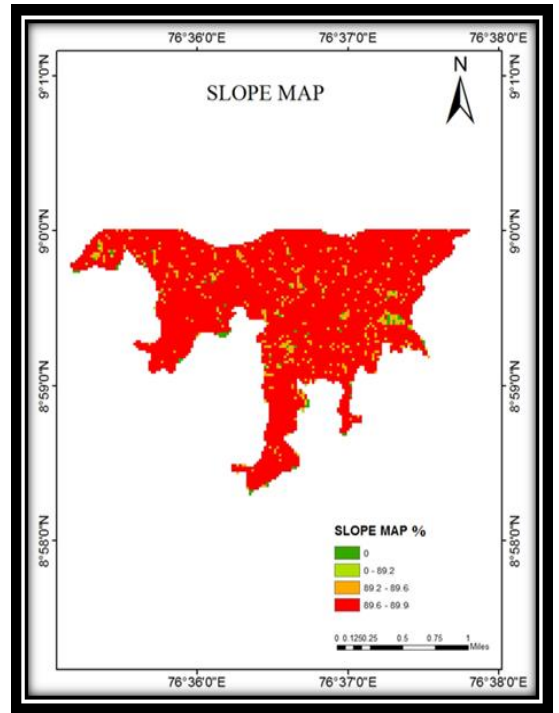 76°36'0"E 76°37'0"E 76°38'0"E
9°1'0"N 9°1'0"N
N
SLOPE MAP
9°0'0"N 9°0'0"N
8°59'0"N 8°59'0"N
8°58'0"N 8°58'0"N
SLOPE MAP %
0
0 - 89.2
89.2 - 89.6
89.6 - 89.9
0 0.1250.25 0.5 0.75 1
Miles
76°36'0"E 76°37'0"E 76°38'0"E